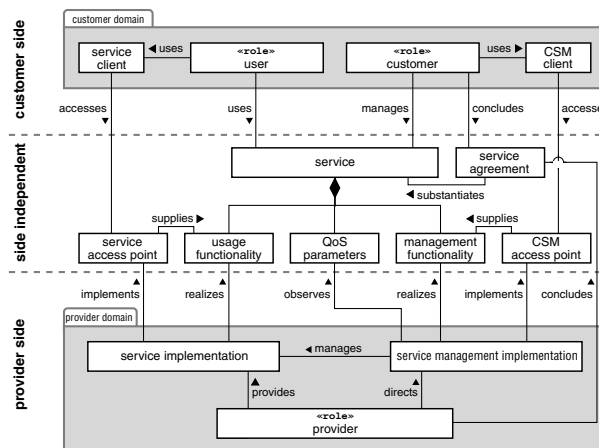 customer side
customer domain
service
client
uses
«role»
user
«role»
customer
uses
CSM
client
accesses
uses
manages
concludes
accesse
side independent
service
service
agreement
substantiates
supplies
supplies
service
access point
usage
functionality
QoS
parameters
management
functionality
CSM
access point
implements
realizes
observes
realizes
implements
concludes
provider side
provider domain
service implementation
manages
service management implementation
provides
directs
«role»
provider